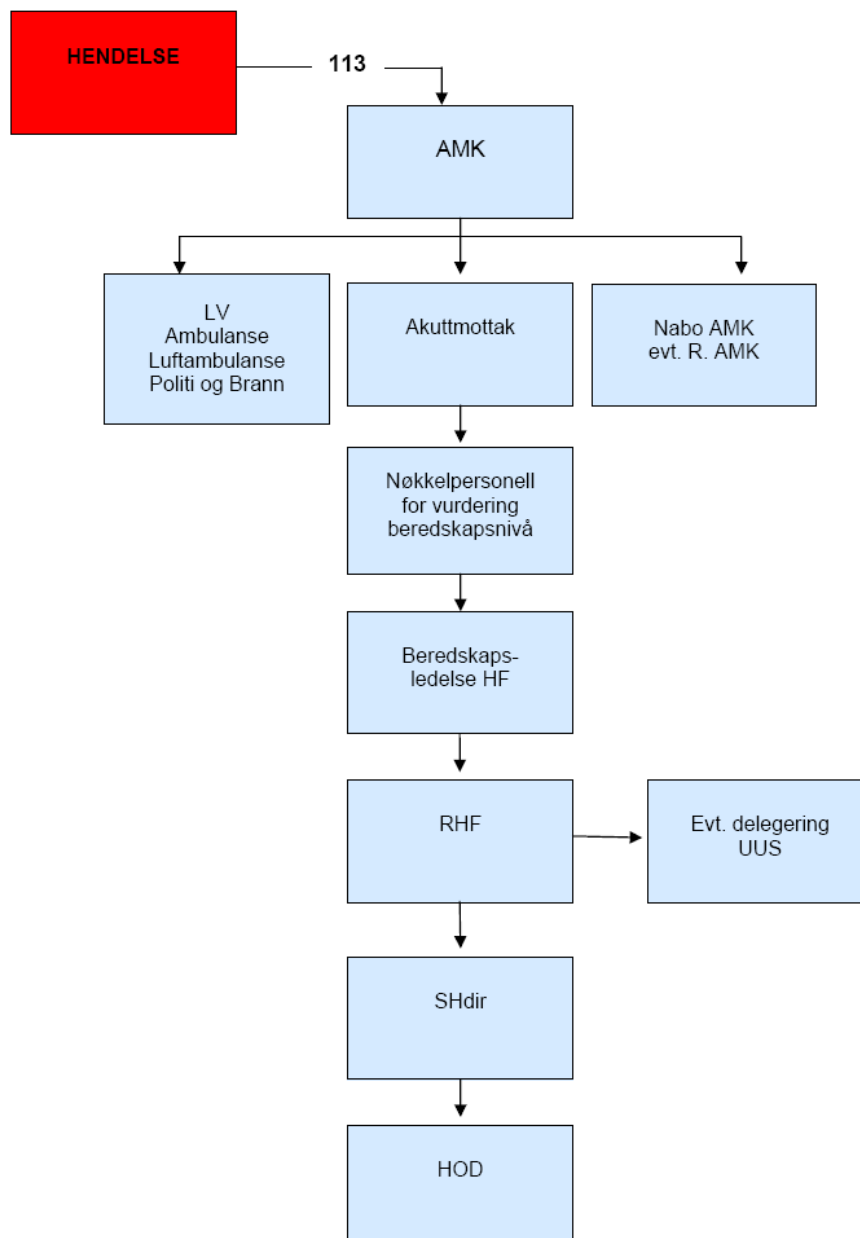 HENDELSE
113
AMK
LV
Ambulanse
Luftambulanse
Politi og Brann
Akuttmottak
Nabo AMK
evt. R. AMK
Nøkkelpersonell
for vurdering
beredskapsnivå
Beredskaps-
ledelse HF
RHF
Evt. delegering
UUS
SHdir
HOD